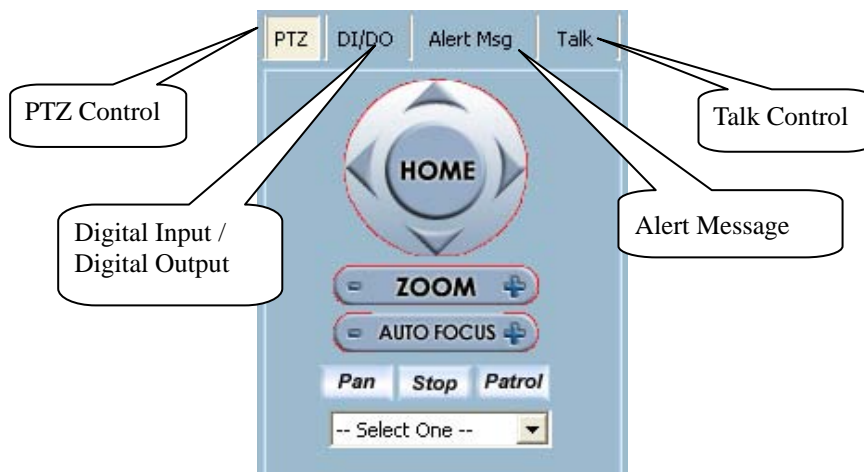 PTZ DI/DO Alert Msg Talk
PTZ Control
Talk Control
HOME
Digital Input /
Digital Output
Alert Message
- ZOOM +
- AUTO FOCUS +
Pan Stop Patrol
-- Select One --